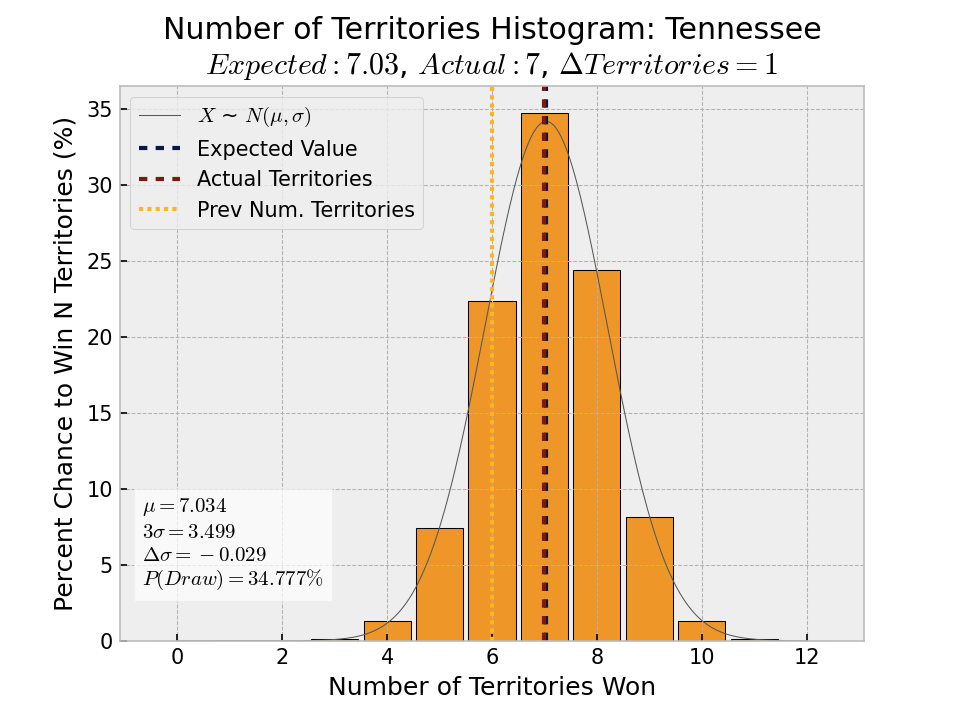 Number of Territories Histogram: Tennessee
Expected : 7.03, Actual : 7, ΔTerritories = 1
X ∼ N(μ, σ)
Expected Value
Actual Territories
Prev Num. Territories
Percent Chance to Win N Territories (%)
35
30
25
20
15
10
5
0
μ = 7.034
3σ = 3.499
Δσ = −0.029
P(Draw) = 34.777%
0 2 4 6 8 10 12
Number of Territories Won